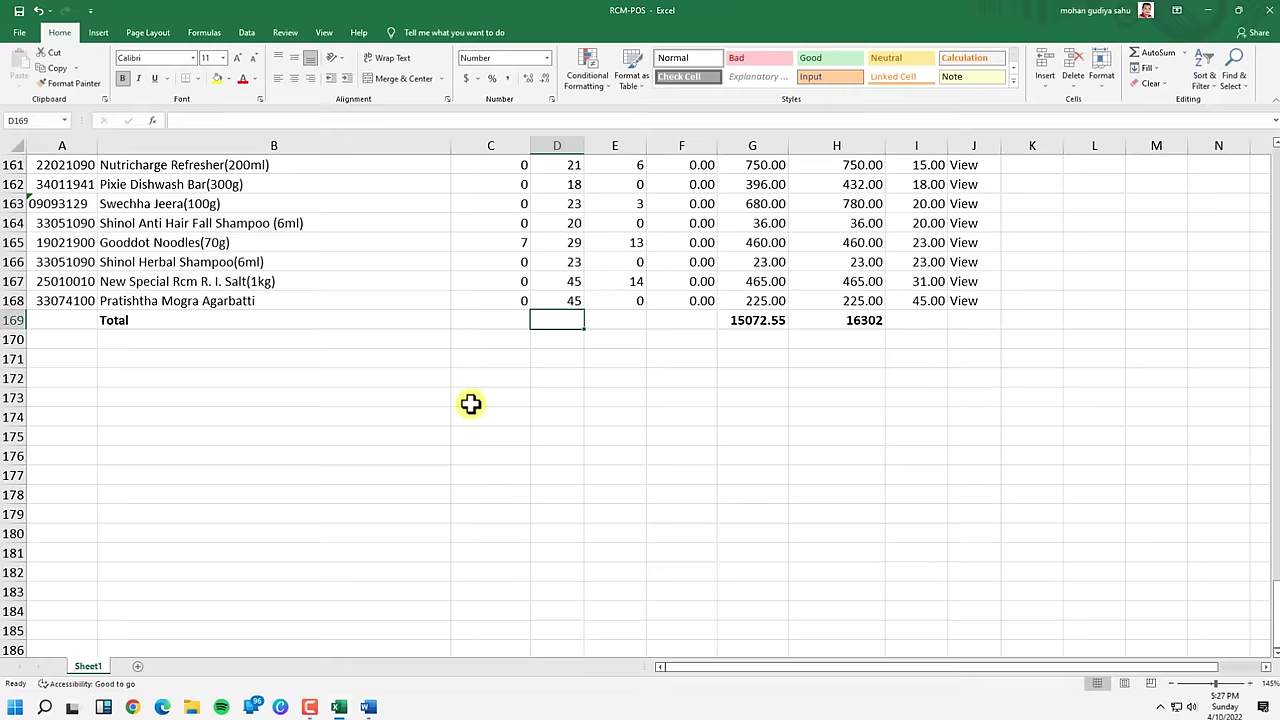 RCM-POS - Excel
mohan gudiya sahu
File Home Insert Page Layout Formulas Data Review View Help Tell me what you want to do
Share
Paste
Cut
Copy
Format Painter
Clipboard
Calibri 11
B I U
Font
Wrap Text
Merge & Center
Alignment
Number
$ % ,
Number
Conditional Formatting
Format as Table
Normal Bad Good Neutral Calculation
Check Cell Explanatory ... Input Linked Cell Note
Styles
Insert Delete Format
Cells
AutoSum
Fill
Clear
Sort & Filter
Find & Select
Editing
D169 fx
A B C D E F G H I J K L M N
161 22021090 Nutricharge Refresher(200ml) 0 21 6 0.00 750.00 750.00 15.00 View
162 34011941 Pixie Dishwash Bar(300g) 0 18 0 0.00 396.00 432.00 18.00 View
163 09093129 Swechha Jeera(100g) 0 23 3 0.00 680.00 780.00 20.00 View
164 33051090 Shinol Anti Hair Fall Shampoo (6ml) 0 20 0 0.00 36.00 36.00 20.00 View
165 19021900 Gooddot Noodles(70g) 7 29 13 0.00 460.00 460.00 23.00 View
166 33051090 Shinol Herbal Shampoo(6ml) 0 23 0 0.00 23.00 23.00 23.00 View
167 25010010 New Special Rcm R. I. Salt(1kg) 0 45 14 0.00 465.00 465.00 31.00 View
168 33074100 Pratishtha Mogra Agarbatti 0 45 0 0.00 225.00 225.00 45.00 View
169 Total 15072.55 16302
170
171
172
173
174
175
176
177
178
179
180
181
182
183
184
185
186
Sheet1
Ready Accessibility: Good to go 145%
96
5:27 PM
Sunday
4/10/2022